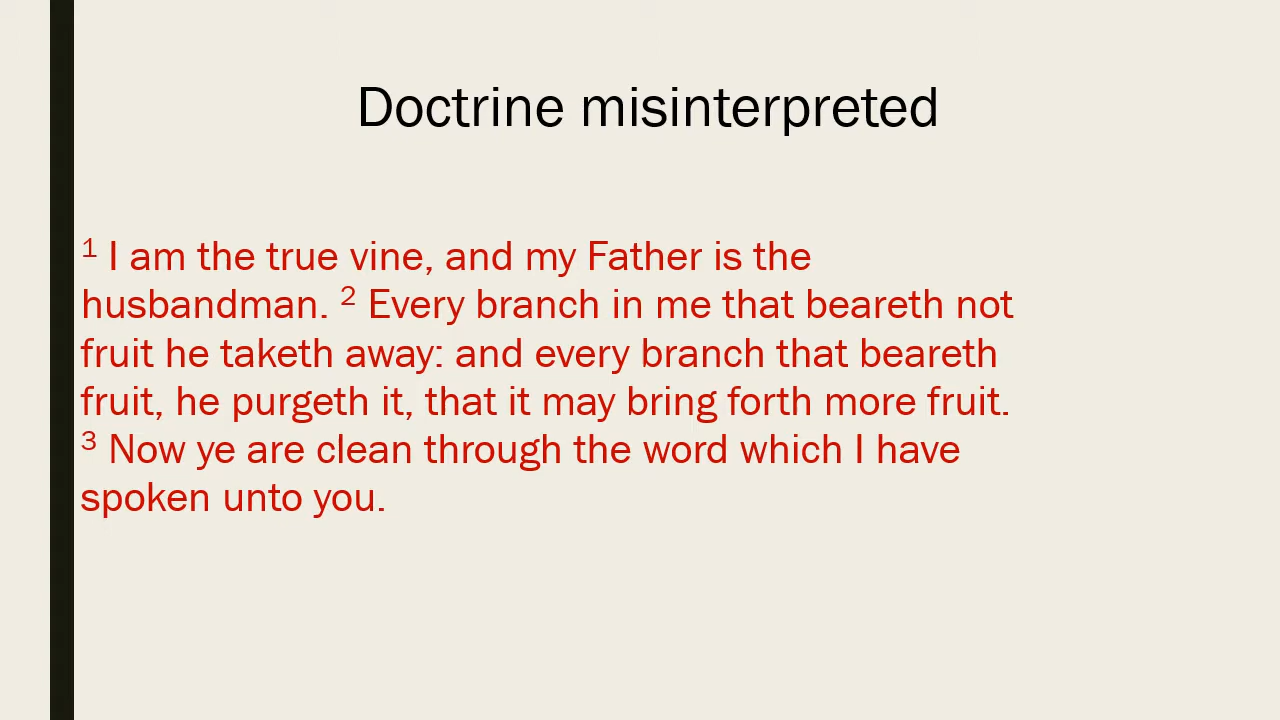 Doctrine misinterpreted
¹ I am the true vine, and my Father is the
husbandman. ² Every branch in me that beareth not
fruit he taketh away: and every branch that beareth
fruit, he purgeth it, that it may bring forth more fruit.
³ Now ye are clean through the word which I have
spoken unto you.